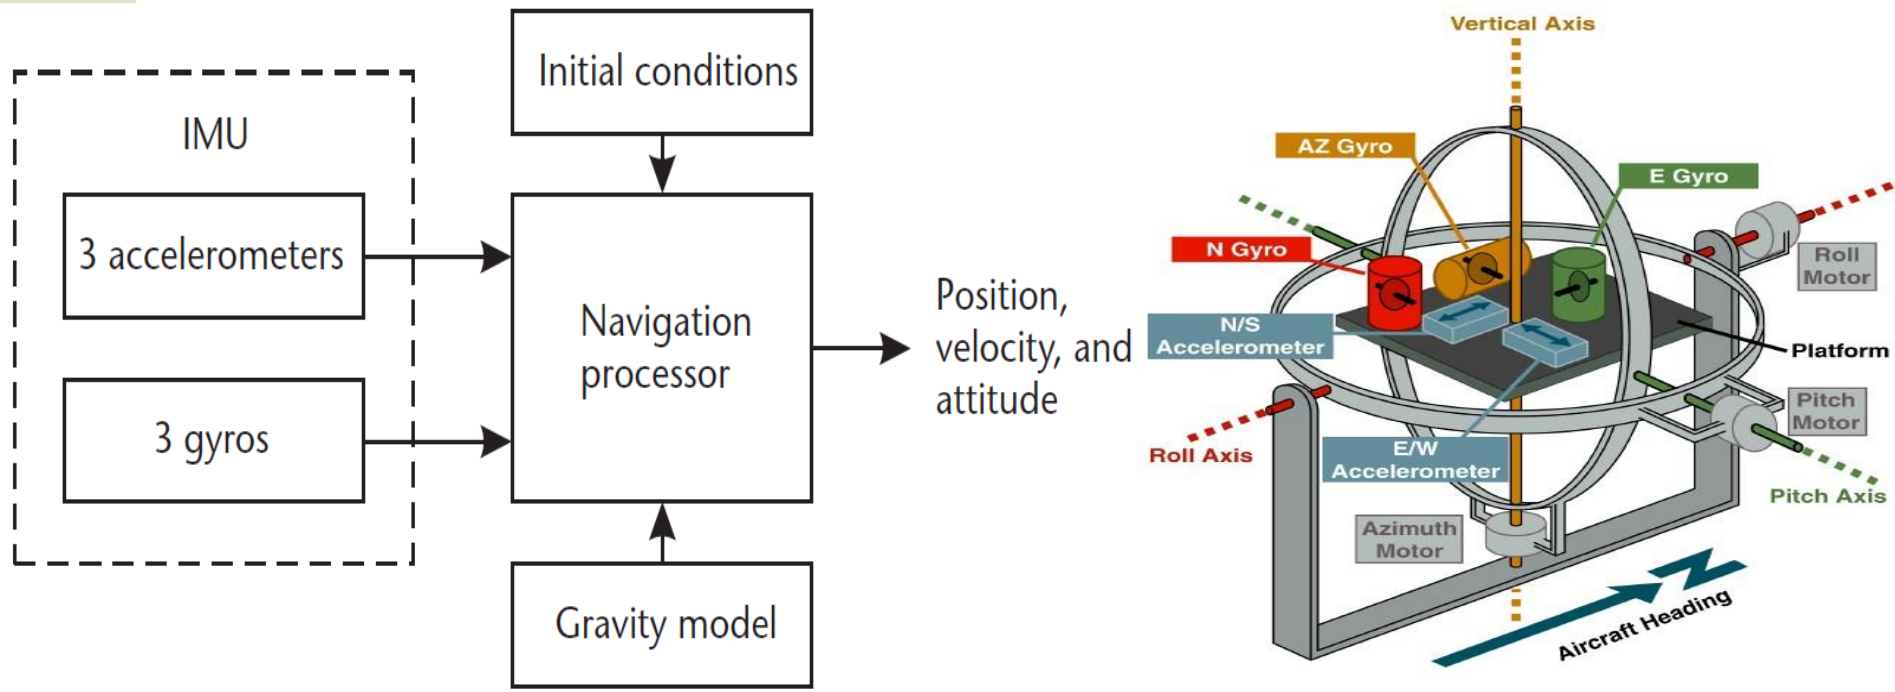 Initial conditions
IMU
3 accelerometers
3 gyros
Navigation
processor
Gravity model
Position,
velocity, and
attitude
Vertical Axis
AZ Gyro
E Gyro
N Gyro
Roll
Motor
N/S
Accelerometer
Platform
Pitch
Motor
Roll Axis
E/W
Accelerometer
Pitch Axis
Azimuth
Motor
N
Aircraft Heading